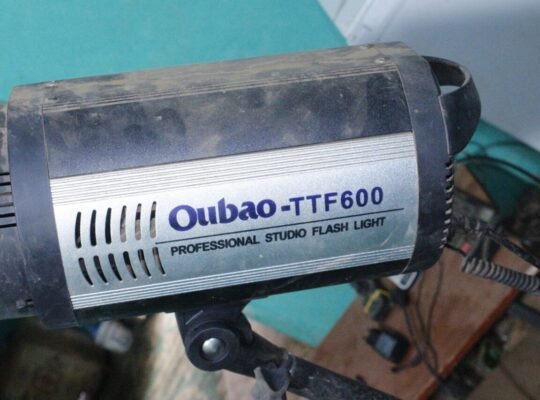 Oubao-TTF600
PROFESSIONAL STUDIO FLASH LIGHT